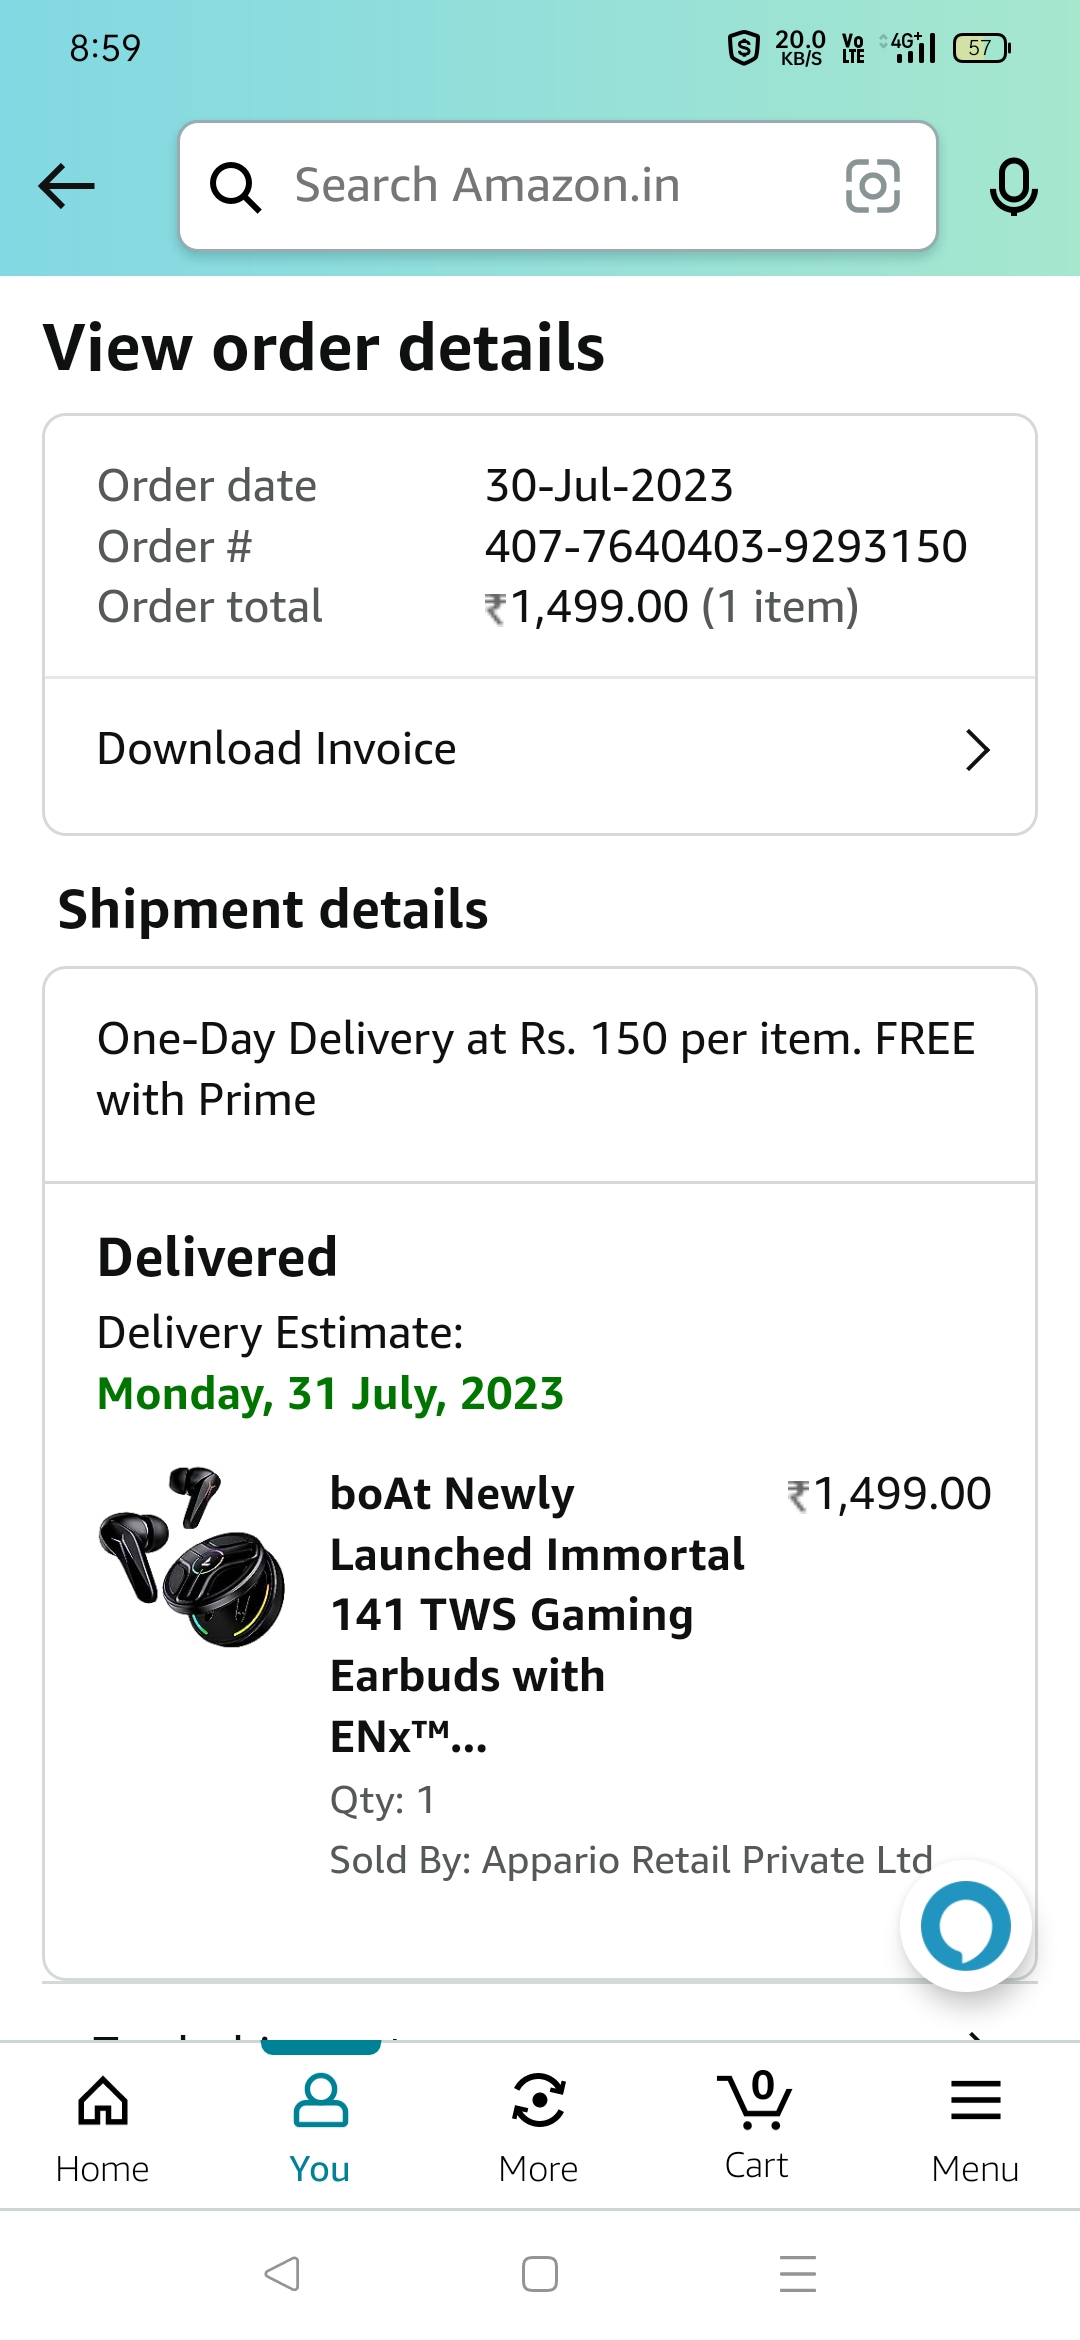 8:59
20.0 KB/S Vo LTE 4G+ 57
Search Amazon.in
View order details
Order date 30-Jul-2023
Order # 407-7640403-9293150
Order total ₹1,499.00 (1 item)
Download Invoice
Shipment details
One-Day Delivery at Rs. 150 per item. FREE
with Prime
Delivered
Delivery Estimate:
Monday, 31 July, 2023
boAt Newly ₹1,499.00
Launched Immortal
141 TWS Gaming
Earbuds with
ENx™...
Qty: 1
Sold By: Appario Retail Private Ltd
0
Home You More Cart Menu